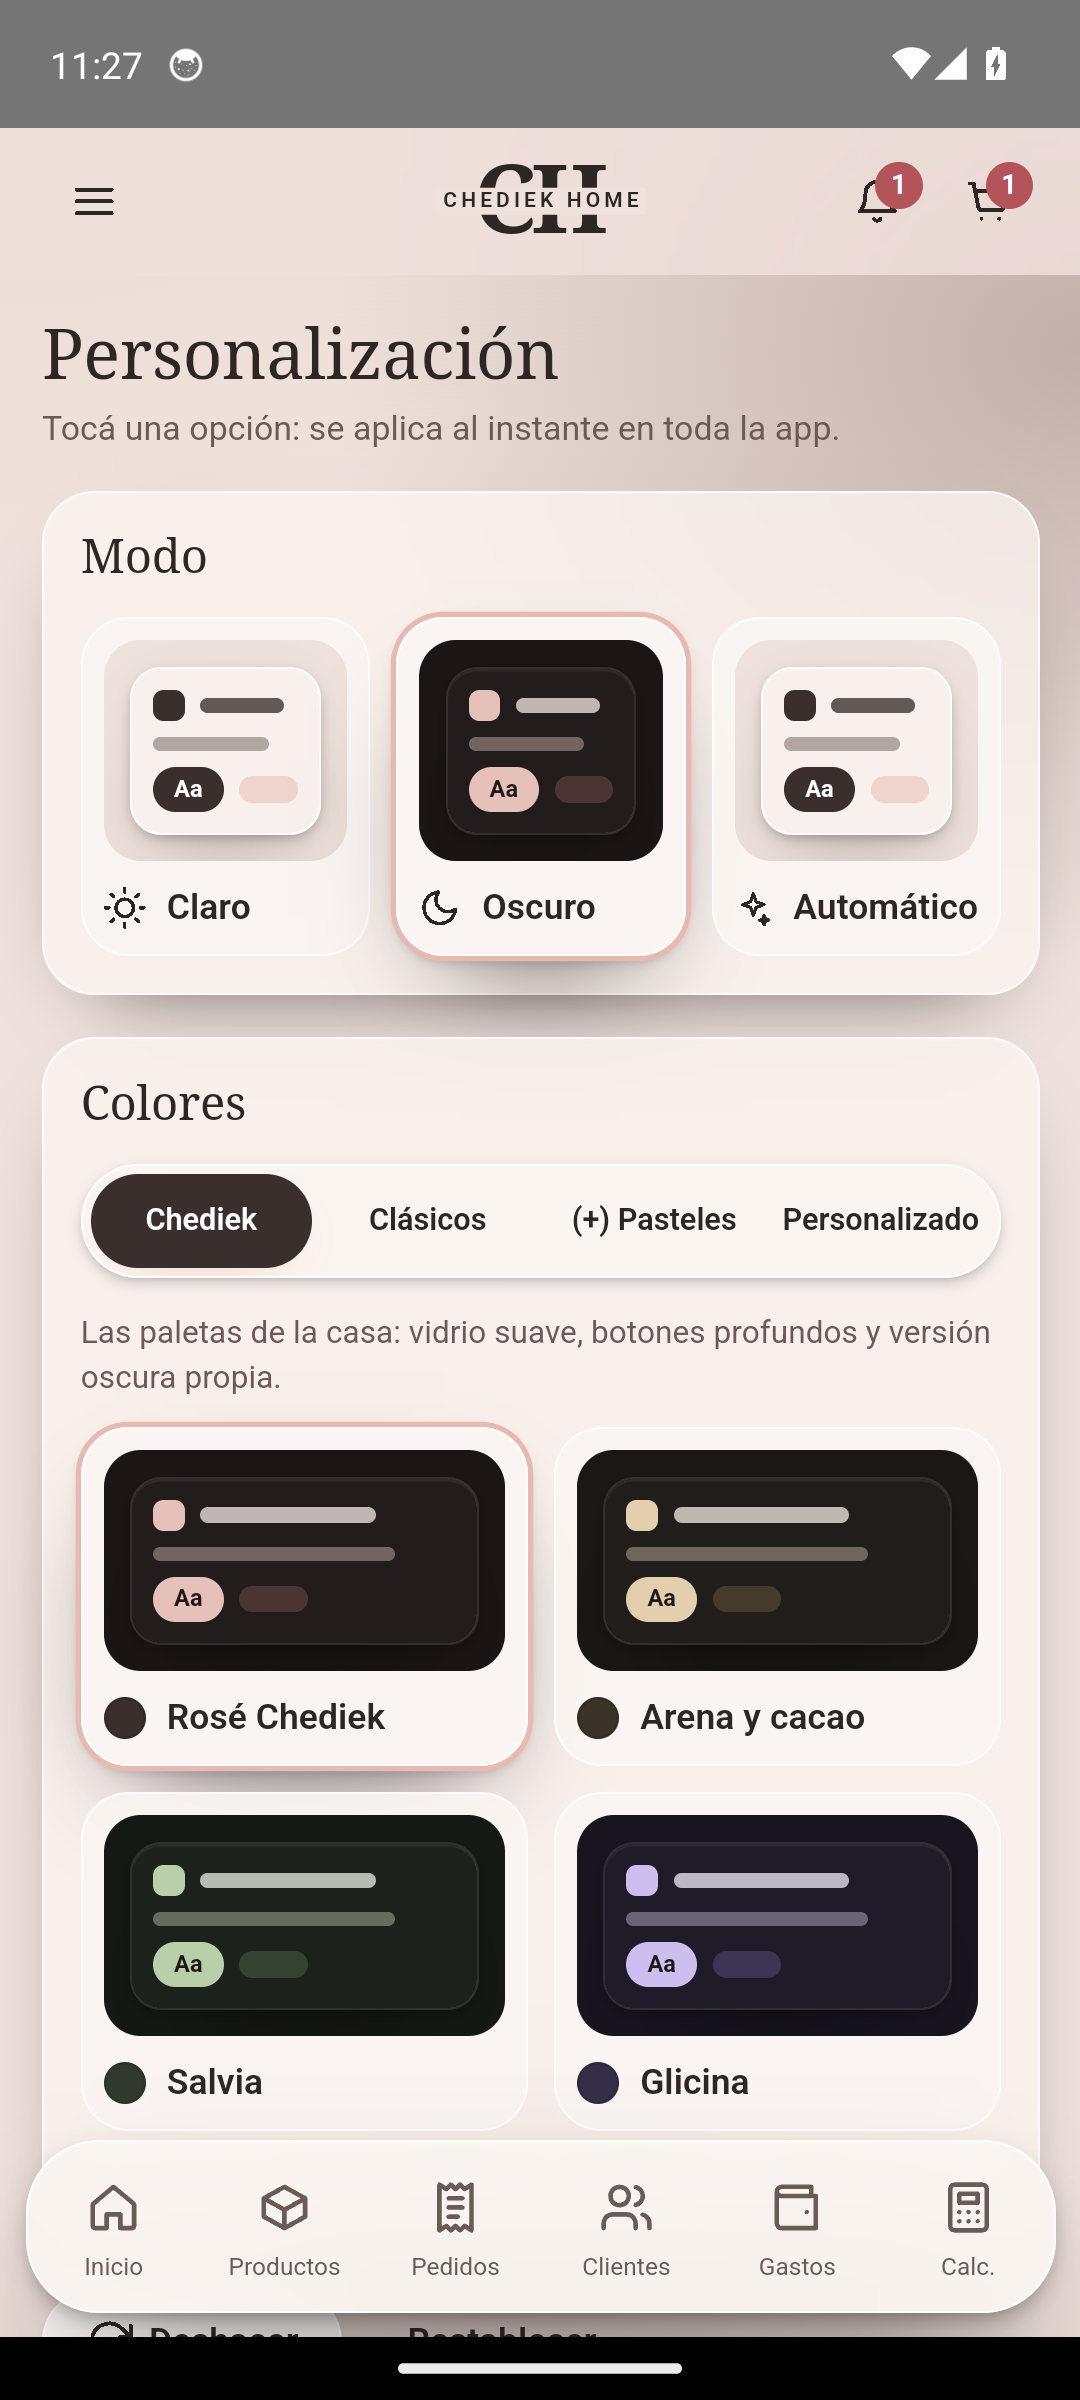 11:27
CH
CHEDIEK HOME
1
1
Personalización
Tocá una opción: se aplica al instante en toda la app.
Modo
Aa
Aa
Aa
Claro
Oscuro
Automático
Colores
Chediek
Clásicos
(+) Pasteles
Personalizado
Las paletas de la casa: vidrio suave, botones profundos y versión
oscura propia.
Aa
Aa
Rosé Chediek
Arena y cacao
Aa
Aa
Salvia
Glicina
Inicio
Productos
Pedidos
Clientes
Gastos
Calc.
Deshacer
Restablecer